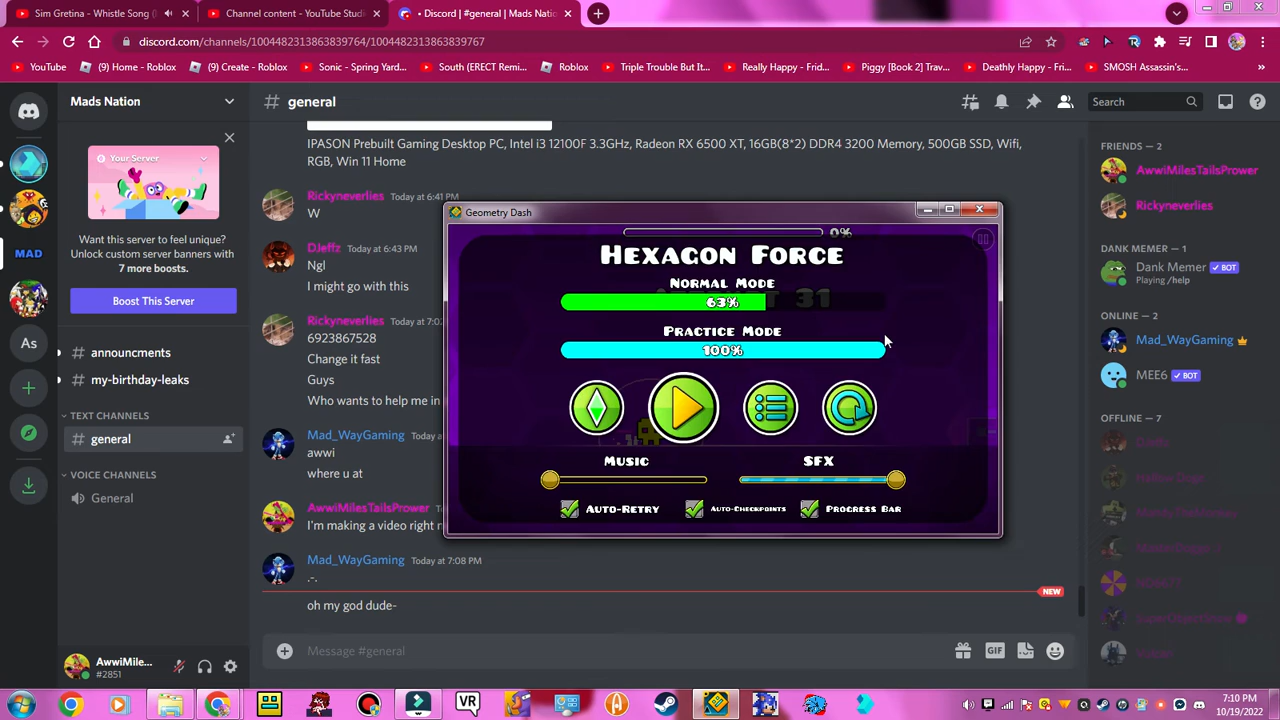 Sim Gretina - Whistle Song (
Channel content - YouTube Studi
• Discord | #general | Mads Nation
discord.com/channels/1004482313863839764/1004482313863839767
YouTube
(9) Home - Roblox
(9) Create - Roblox
Sonic - Spring Yard...
South (ERECT Remi...
Roblox
Triple Trouble But It...
Really Happy - Frid...
Piggy [Book 2] Trav...
Deathly Happy - Fri...
SMOSH Assassin's...
»
Mads Nation
# general
Search
Your Server
Want this server to feel unique?
Unlock custom server banners with
7 more boosts.
Boost This Server
MAD
As
announcments
my-birthday-leaks
TEXT CHANNELS
# general
VOICE CHANNELS
General
AwwiMile...
#2851
IPASON Prebuilt Gaming Desktop PC, Intel i3 12100F 3.3GHz, Radeon RX 6500 XT, 16GB(8*2) DDR4 3200 Memory, 500GB SSD, Wifi,
RGB, Win 11 Home
Rickyneverlies Today at 6:41 PM
W
DJeffz Today at 6:43 PM
Ngl
I might go with this
Rickyneverlies Today at 7:0
6923867528
Change it fast
Guys
Who wants to help me in
Mad_WayGaming Today a
awwi
where u at
AwwiMilesTailsPrower Today
I'm making a video right n
Mad_WayGaming Today at 7:08 PM
.-.
NEW
oh my god dude-
Message #general
GIF
Geometry Dash
0%
Hexagon Force
Normal Mode
63%
31
Practice Mode
100%
Music
SFX
Auto-Retry
Auto-Checkpoints
Progress Bar
FRIENDS — 2
AwwiMilesTailsPrower
Rickyneverlies
DANK MEMER — 1
Dank Memer ✓ BOT
Playing /help
ONLINE — 2
Mad_WayGaming
MEE6 ✓ BOT
OFFLINE — 7
DJeffz
VR
7:10 PM
10/19/2022